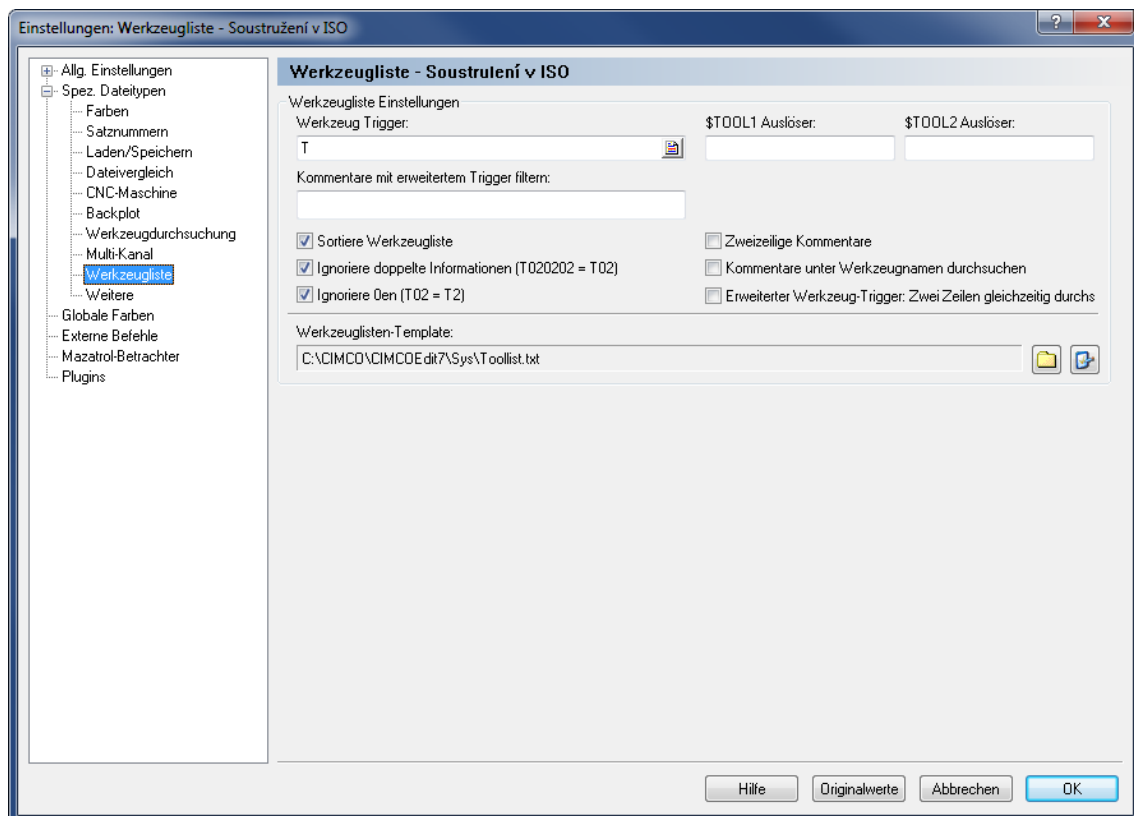 Einstellungen: Werkzeugliste - Soustružení v ISO
Allg. Einstellungen
Spez. Dateitypen
Farben
Satznummern
Laden/Speichern
Dateivergleich
CNC-Maschine
Backplot
Werkzeugdurchsuchung
Multi-Kanal
Werkzeugliste
Weitere
Globale Farben
Externe Befehle
Mazatrol-Betrachter
Plugins
Werkzeugliste - Soustrulení v ISO
Werkzeugliste Einstellungen
Werkzeug Trigger: $TOOL1 Auslöser: $TOOL2 Auslöser:
T
Kommentare mit erweitertem Trigger filtern:
Sortiere Werkzeugliste Zweizeilige Kommentare
Ignoriere doppelte Informationen (T020202 = T02) Kommentare unter Werkzeugnamen durchsuchen
Ignoriere 0en (T02 = T2) Erweiterter Werkzeug-Trigger: Zwei Zeilen gleichzeitig durchs
Werkzeuglisten-Template:
C:\CIMCO\CIMCOEdit7\Sys\Toollist.txt
Hilfe Originalwerte Abbrechen OK